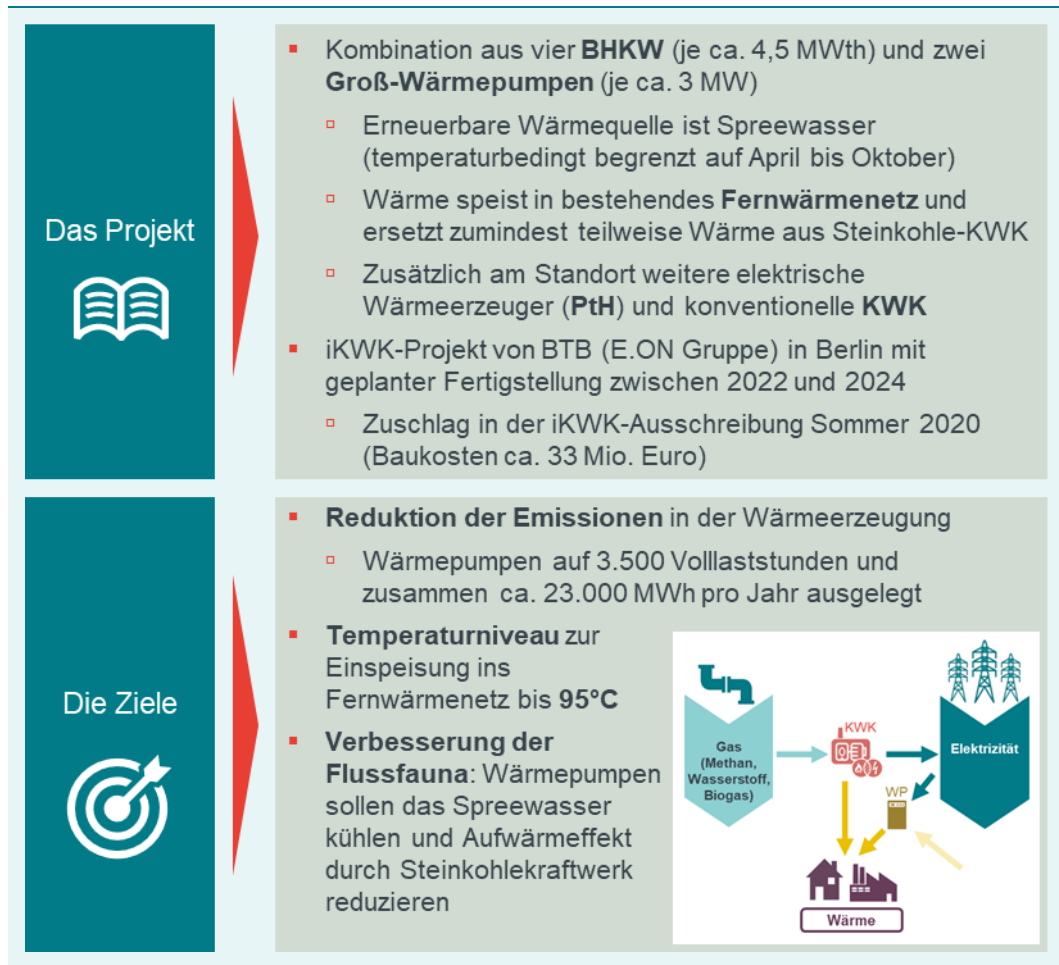 Das Projekt
▪ Kombination aus vier BHKW (je ca. 4,5 MWth) und zwei
Groß-Wärmepumpen (je ca. 3 MW)
▫ Erneuerbare Wärmequelle ist Spreewasser
(temperaturbedingt begrenzt auf April bis Oktober)
▫ Wärme speist in bestehendes Fernwärmenetz und
ersetzt zumindest teilweise Wärme aus Steinkohle-KWK
▫ Zusätzlich am Standort weitere elektrische
Wärmeerzeuger (PtH) und konventionelle KWK
▪ iKWK-Projekt von BTB (E.ON Gruppe) in Berlin mit
geplanter Fertigstellung zwischen 2022 und 2024
▫ Zuschlag in der iKWK-Ausschreibung Sommer 2020
(Baukosten ca. 33 Mio. Euro)
Die Ziele
▪ Reduktion der Emissionen in der Wärmeerzeugung
▫ Wärmepumpen auf 3.500 Volllaststunden und
zusammen ca. 23.000 MWh pro Jahr ausgelegt
▪ Temperaturniveau zur
Einspeisung ins
Fernwärmenetz bis 95°C
▪ Verbesserung der
Flussfauna: Wärmepumpen
sollen das Spreewasser
kühlen und Aufwärmeffekt
durch Steinkohlekraftwerk
reduzieren
Gas
(Methan,
Wasserstoff,
Biogas)
KWK
Elektrizität
WP
Wärme